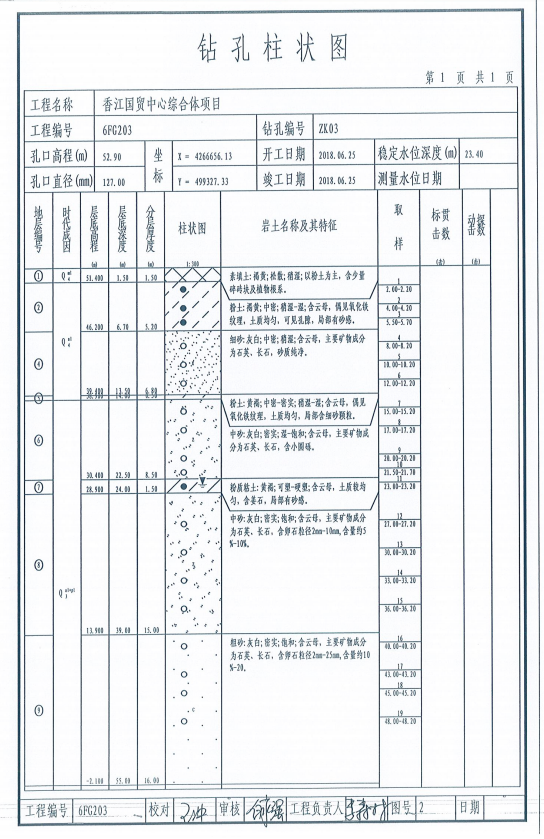 钻孔柱状图
第 1 页 共 1 页
工程名称 香江国贸中心综合体项目
工程编号 6FG203 钻孔编号 ZK03
孔口高程(m) 52.90 坐标 X = 4266656.13 开工日期 2018.06.25 稳定水位深度(m) 23.40
孔口直径(mm) 127.00 Y = 499327.33 竣工日期 2018.06.25 测量水位日期
地层编号 时代成因 层底高程(m) 层底深度(m) 分层厚度(m) 柱状图 1:300 岩土名称及其特征 取样 标贯击数(击) 动探击数(击)
① Q 51.400 1.50 1.50 素填土:褐黄;松散;稍湿;以粉土为主,含少量
碎砖块及植物根系。
1
2.00-2.20
② 46.200 6.70 5.20 粉土:褐黄;中密;稍湿-湿;含云母,偶见氧化铁
纹理,土质均匀,可见孔隙,局部有砂感。
2
4.00-4.20
3
5.50-5.70
Q
④ 39.400 13.50 6.80 细砂:灰白;中密;稍湿;含云母,主要矿物成分
为石英、长石,砂质纯净。
4
8.00-8.20
5
10.00-10.20
6
12.00-12.20
⑤ 粉土:黄褐;中密-密实;稍湿-湿;含云母,偶见
氧化铁纹理,土质均匀,局部含细砂颗粒。
7
15.00-15.20
⑥ 30.400 22.50 8.50 中砂:灰白;密实;湿-饱和;含云母,主要矿物成
分为石英、长石,含小圆砾。
8
17.00-17.20
9
20.00-20.20
10
21.50-21.70
⑦ 28.900 24.00 1.50 粉质粘土:黄褐;可塑-硬塑;含云母,土质较均
匀,含姜石,局部有砂感。
11
23.00-23.20
⑧ Q 13.900 39.00 15.00 中砂:灰白;密实;饱和;含云母,主要矿物成分
为石英、长石,含卵石粒径2mm-10mm,含量约5
%-10%。
12
27.00-27.20
13
30.00-30.20
14
33.00-33.20
15
36.00-36.20
⑨ -2.100 55.00 16.00 粗砂:灰白;密实;饱和;含云母,主要矿物成分
为石英、长石,含卵石粒径2mm-25mm,含量约10
%-20。
16
40.00-40.20
17
43.00-43.20
18
45.00-45.20
19
48.00-48.20
工程编号 6FG203 校对 审核 工程负责人 图号 2 日期